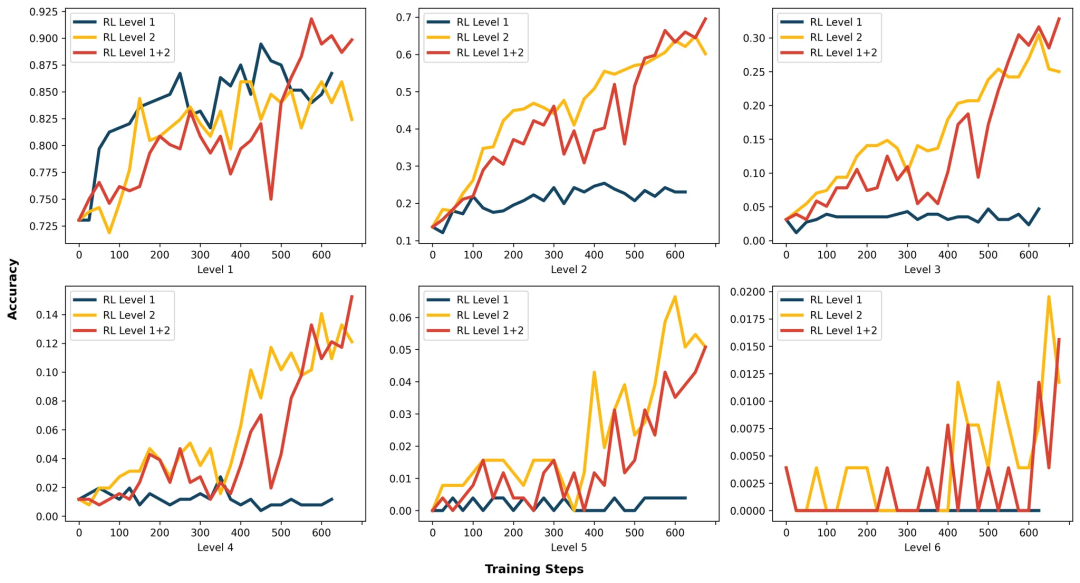 Accuracy
0.925
0.900
0.875
0.850
0.825
0.800
0.775
0.750
0.725
RL Level 1
RL Level 2
RL Level 1+2
0 100 200 300 400 500 600
Level 1
0.7
0.6
0.5
0.4
0.3
0.2
0.1
RL Level 1
RL Level 2
RL Level 1+2
0 100 200 300 400 500 600
Level 2
0.30
0.25
0.20
0.15
0.10
0.05
0.00
RL Level 1
RL Level 2
RL Level 1+2
0 100 200 300 400 500 600
Level 3
0.14
0.12
0.10
0.08
0.06
0.04
0.02
0.00
RL Level 1
RL Level 2
RL Level 1+2
0 100 200 300 400 500 600
Level 4
0.06
0.05
0.04
0.03
0.02
0.01
0.00
RL Level 1
RL Level 2
RL Level 1+2
0 100 200 300 400 500 600
Level 5
0.0200
0.0175
0.0150
0.0125
0.0100
0.0075
0.0050
0.0025
0.0000
RL Level 1
RL Level 2
RL Level 1+2
0 100 200 300 400 500 600
Level 6
Training Steps